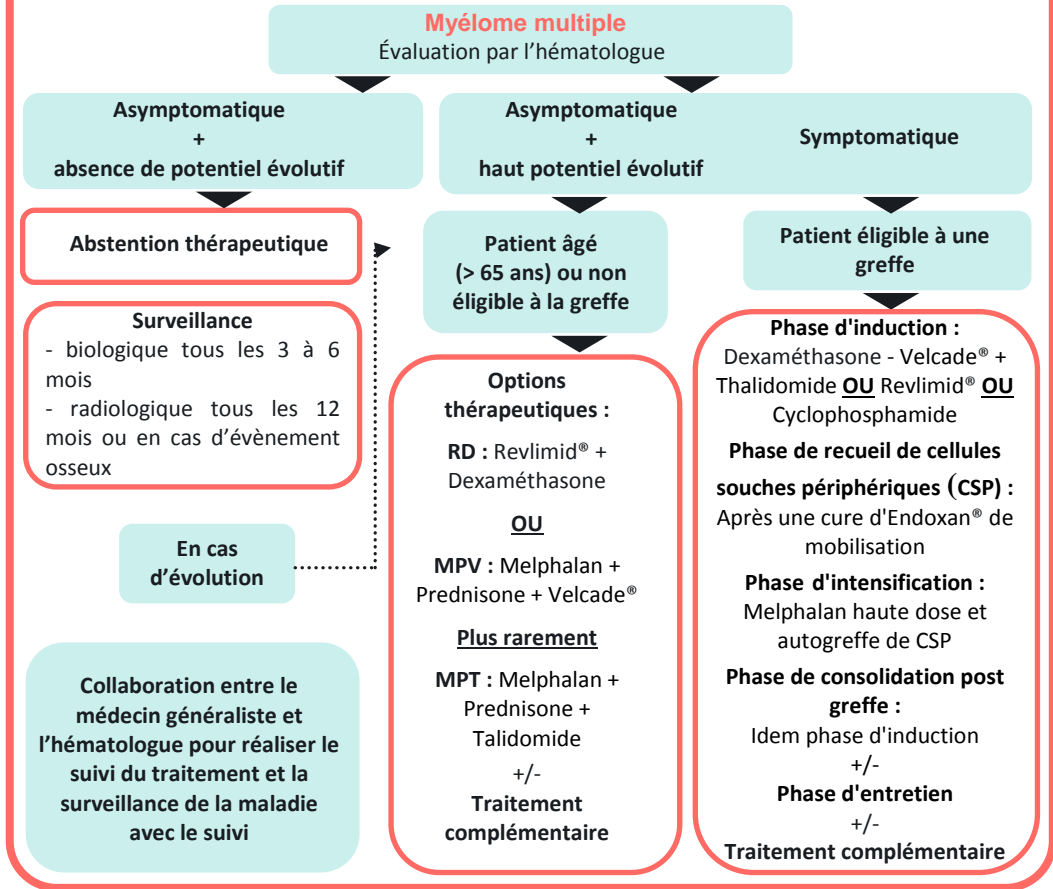 Myélome multiple
Évaluation par l’hématologue
Asymptomatique
+
absence de potentiel évolutif
Asymptomatique
+
haut potentiel évolutif
Symptomatique
Abstention thérapeutique
Surveillance
- biologique tous les 3 à 6
mois
- radiologique tous les 12
mois ou en cas d’évènement
osseux
En cas
d’évolution
Collaboration entre le
médecin généraliste et
l’hématologue pour réaliser le
suivi du traitement et la
surveillance de la maladie
avec le suivi
Patient âgé
(> 65 ans) ou non
éligible à la greffe
Options
thérapeutiques :
RD : Revlimid® +
Dexaméthasone
OU
MPV : Melphalan +
Prednisone + Velcade®
Plus rarement
MPT : Melphalan +
Prednisone +
Talidomide
+/-
Traitement
complémentaire
Patient éligible à une
greffe
Phase d'induction :
Dexaméthasone - Velcade® +
Thalidomide OU Revlimid® OU
Cyclophosphamide
Phase de recueil de cellules
souches périphériques (CSP) :
Après une cure d'Endoxan® de
mobilisation
Phase d'intensification :
Melphalan haute dose et
autogreffe de CSP
Phase de consolidation post
greffe :
Idem phase d'induction
+/-
Phase d'entretien
+/-
Traitement complémentaire